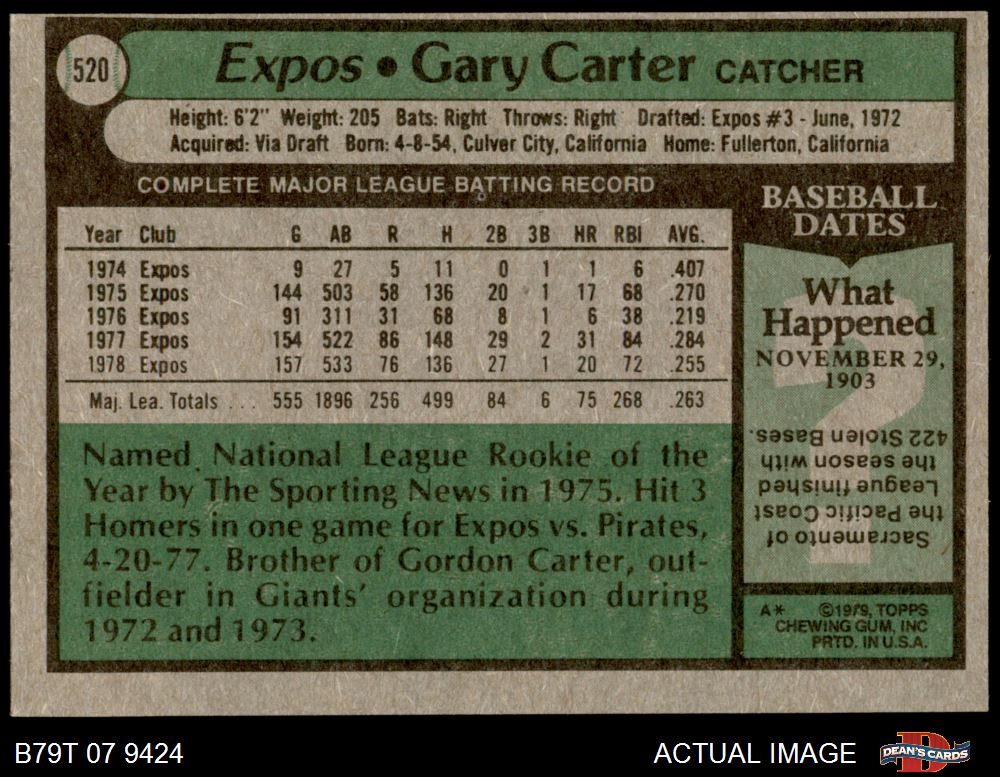 520
Expos • Gary Carter CATCHER
Height: 6'2" Weight: 205 Bats: Right Throws: Right Drafted: Expos #3 - June, 1972
Acquired: Via Draft Born: 4-8-54, Culver City, California Home: Fullerton, California
COMPLETE MAJOR LEAGUE BATTING RECORD
Year Club G AB R H 2B 3B HR RBI AVG.
1974 Expos 9 27 5 11 0 1 1 6 .407
1975 Expos 144 503 58 136 20 1 17 68 .270
1976 Expos 91 311 31 68 8 1 6 38 .219
1977 Expos 154 522 86 148 29 2 31 84 .284
1978 Expos 157 533 76 136 27 1 20 72 .255
Maj. Lea. Totals ... 555 1896 256 499 84 6 75 268 .263
Named National League Rookie of the
Year by The Sporting News in 1975. Hit 3
Homers in one game for Expos vs. Pirates,
4-20-77. Brother of Gordon Carter, out-
fielder in Giants' organization during
1972 and 1973.
BASEBALL
DATES
What
Happened
NOVEMBER 29,
1903
Sacramento of
the Pacific Coast
League finished
the season with
422 Stolen Bases.
A* ©1979, TOPPS
CHEWING GUM, INC
PRTD. IN U.S.A.
B79T 07 9424
ACTUAL IMAGE
DEAN'S CARDS